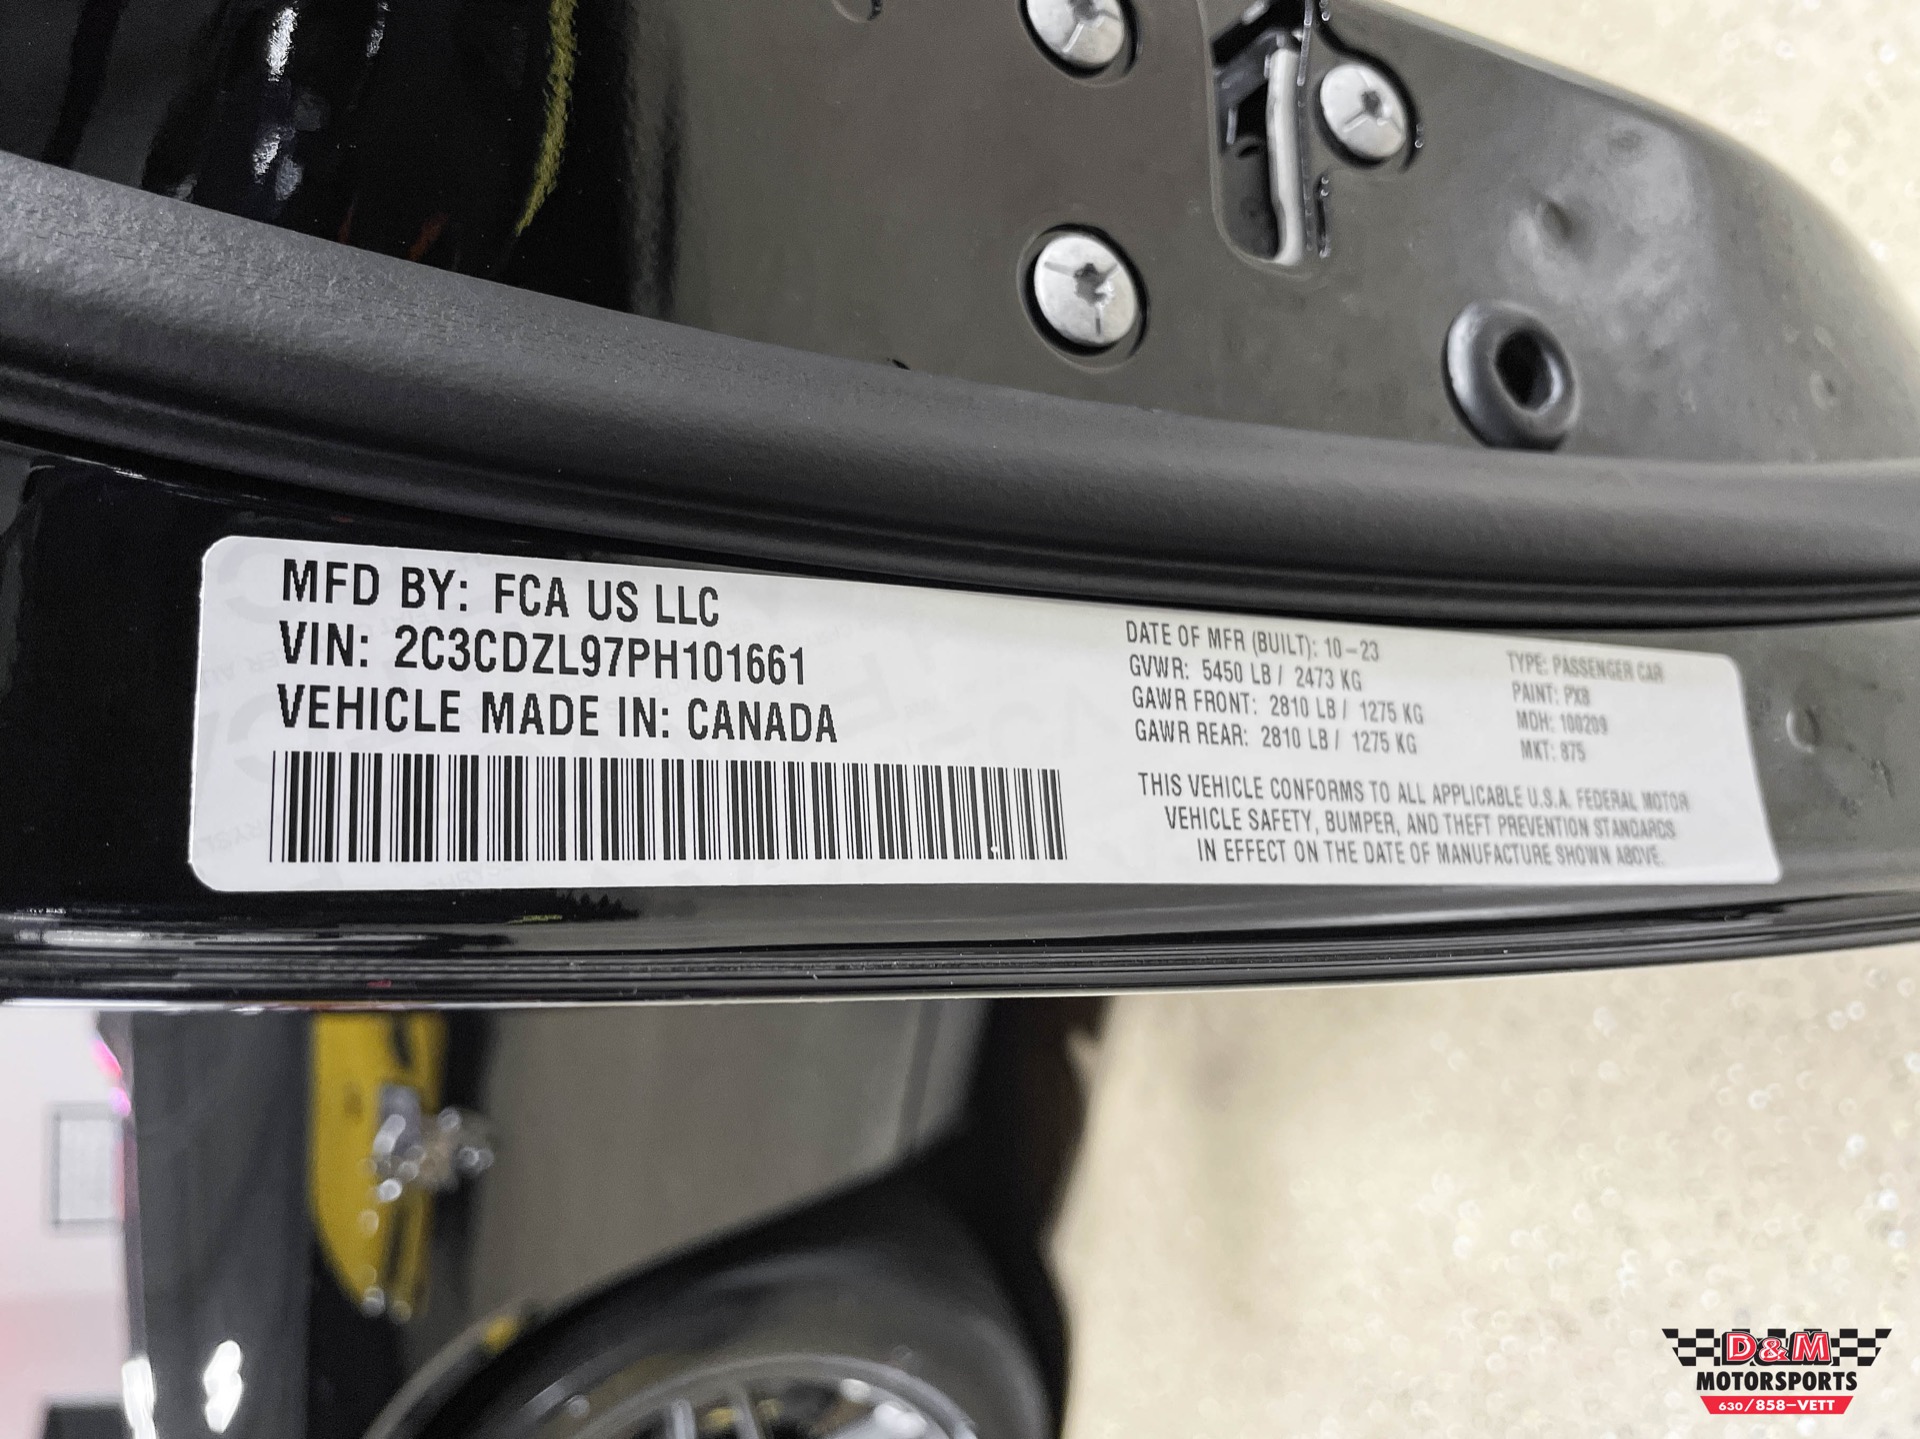 MFD BY: FCA US LLC
VIN: 2C3CDZL97PH101661
VEHICLE MADE IN: CANADA
DATE OF MFR (BUILT): 10-23
GVWR: 5450 LB / 2473 KG
GAWR FRONT: 2810 LB / 1275 KG
GAWR REAR: 2810 LB / 1275 KG
TYPE: PASSENGER CAR
PAINT: PX8
MDH: 100209
MKT: 875
THIS VEHICLE CONFORMS TO ALL APPLICABLE U.S.A. FEDERAL MOTOR
VEHICLE SAFETY, BUMPER, AND THEFT PREVENTION STANDARDS
IN EFFECT ON THE DATE OF MANUFACTURE SHOWN ABOVE.
D&M
MOTORSPORTS
630/858-VETT